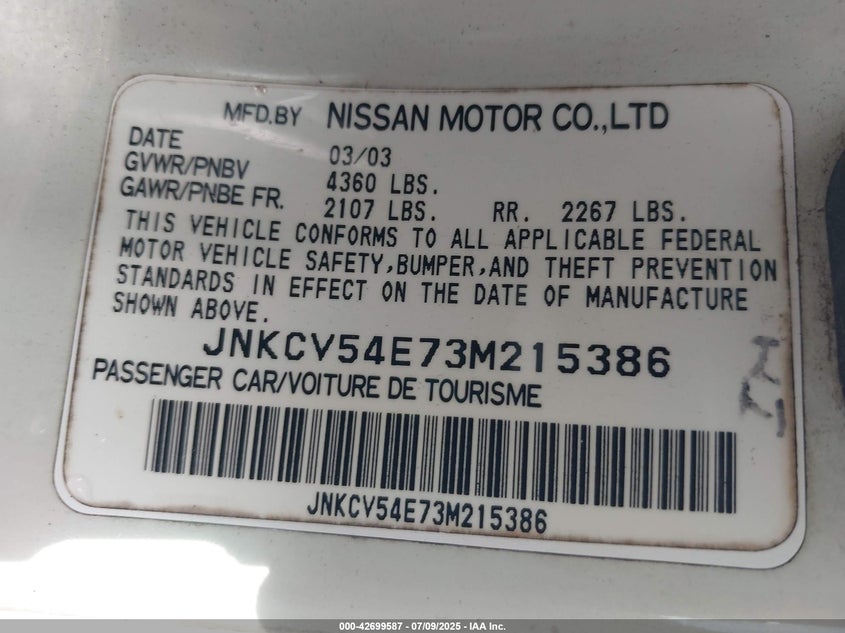 MFD.BY NISSAN MOTOR CO.,LTD
DATE 03/03
GVWR/PNBV 4360 LBS.
GAWR/PNBE FR. 2107 LBS. RR. 2267 LBS.
THIS VEHICLE CONFORMS TO ALL APPLICABLE FEDERAL
MOTOR VEHICLE SAFETY,BUMPER,AND THEFT PREVENTION
STANDARDS IN EFFECT ON THE DATE OF MANUFACTURE
SHOWN ABOVE.
JNKCV54E73M215386
PASSENGER CAR/VOITURE DE TOURISME
JNKCV54E73M215386
000-42699587 - 07/09/2025 - IAA Inc.